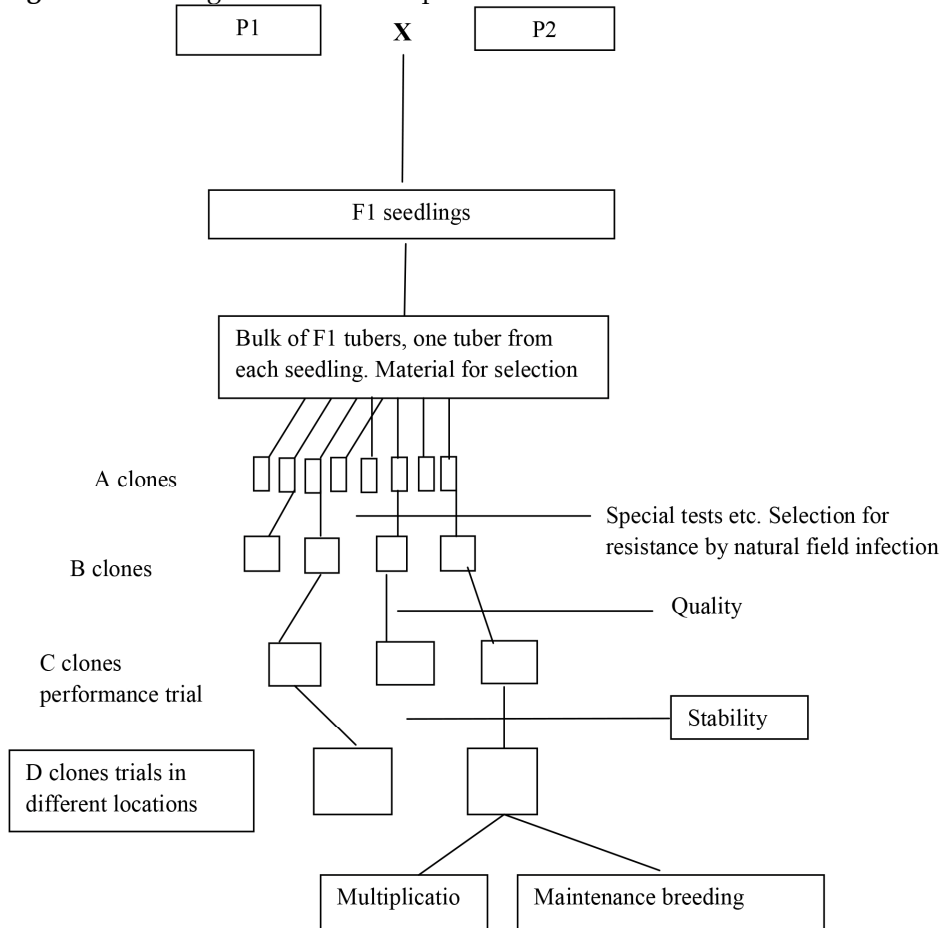 P1
X
P2
F1 seedlings
Bulk of F1 tubers, one tuber from
each seedling. Material for selection
A clones
Special tests etc. Selection for
resistance by natural field infection
B clones
Quality
C clones
performance trial
Stability
D clones trials in
different locations
Multiplicatio
Maintenance breeding